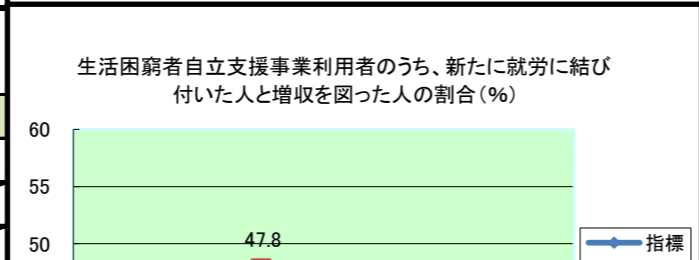 生活困窮者自立支援事業利用者のうち、新たに就労に結び
付いた人と増収を図った人の割合(%)
60
55
50
47.8
指標